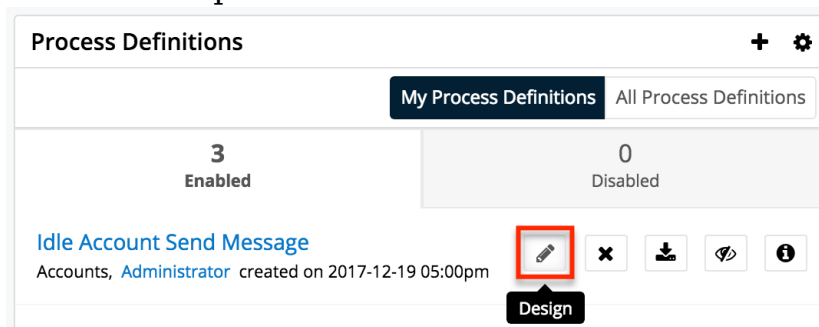 Process Definitions
My Process Definitions All Process Definitions
3 0
Enabled Disabled
Idle Account Send Message
Accounts, Administrator created on 2017-12-19 05:00pm
Design